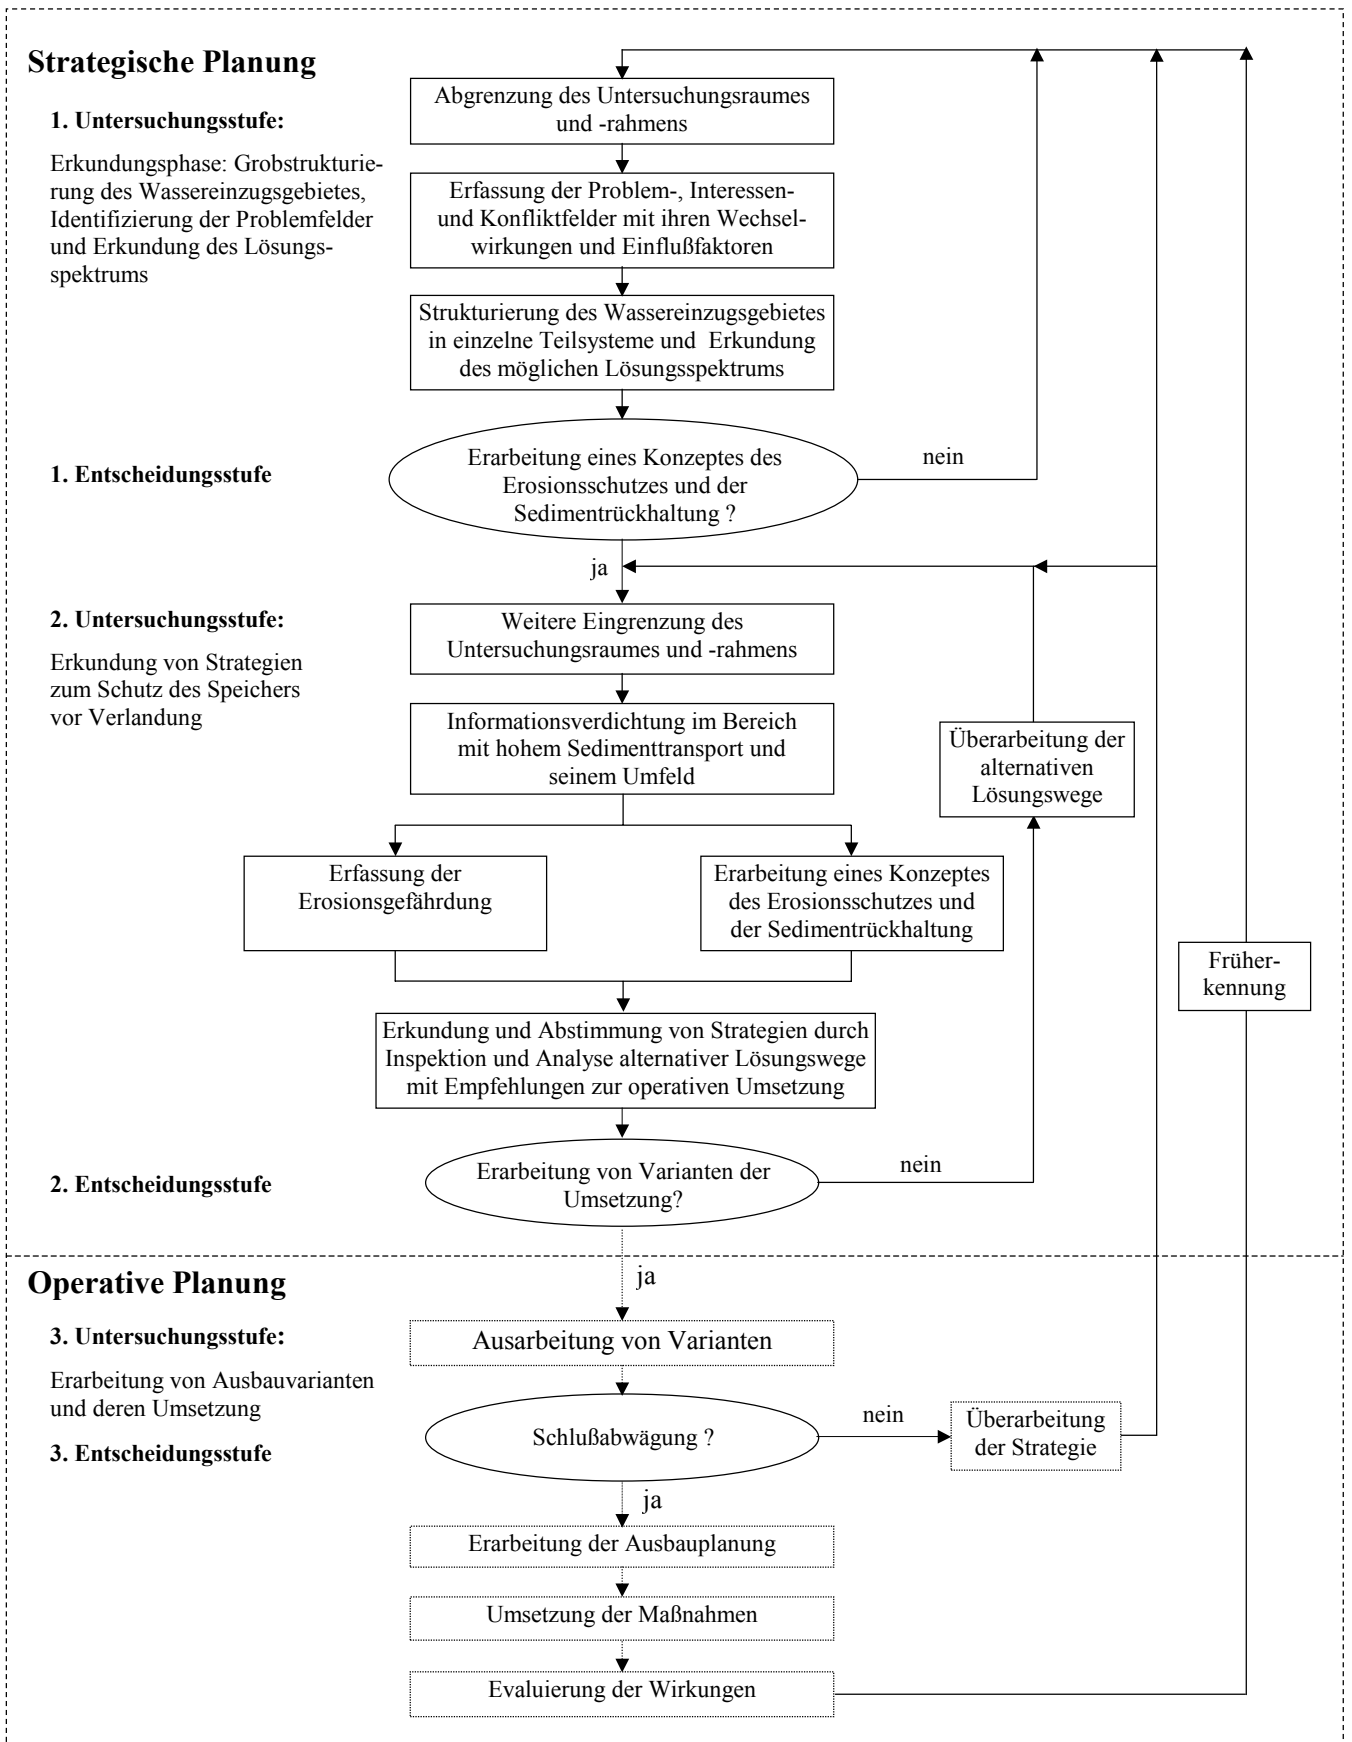 Strategische Planung
1. Untersuchungsstufe:
Erkundungsphase: Grobstrukturie-
rung des Wassereinzugsgebietes,
Identifizierung der Problemfelder
und Erkundung des Lösungs-
spektrums
Abgrenzung des Untersuchungsraumes
und -rahmens
Erfassung der Problem-, Interessen-
und Konfliktfelder mit ihren Wechsel-
wirkungen und Einflußfaktoren
Strukturierung des Wassereinzugsgebietes
in einzelne Teilsysteme und Erkundung
des möglichen Lösungsspektrums
1. Entscheidungsstufe
Erarbeitung eines Konzeptes des
Erosionsschutzes und der
Sedimentrückhaltung ?
nein
ja
2. Untersuchungsstufe:
Erkundung von Strategien
zum Schutz des Speichers
vor Verlandung
Weitere Eingrenzung des
Untersuchungsraumes und -rahmens
Informationsverdichtung im Bereich
mit hohem Sedimenttransport und
seinem Umfeld
Überarbeitung der
alternativen
Lösungswege
Erfassung der
Erosionsgefährdung
Erarbeitung eines Konzeptes
des Erosionsschutzes und
der Sedimentrückhaltung
Früher-
kennung
Erkundung und Abstimmung von Strategien durch
Inspektion und Analyse alternativer Lösungswege
mit Empfehlungen zur operativen Umsetzung
2. Entscheidungsstufe
Erarbeitung von Varianten der
Umsetzung?
nein
ja
Operative Planung
3. Untersuchungsstufe:
Erarbeitung von Ausbauvarianten
und deren Umsetzung
Ausarbeitung von Varianten
3. Entscheidungsstufe
Schlußabwägung ?
nein
Überarbeitung
der Strategie
ja
Erarbeitung der Ausbauplanung
Umsetzung der Maßnahmen
Evaluierung der Wirkungen